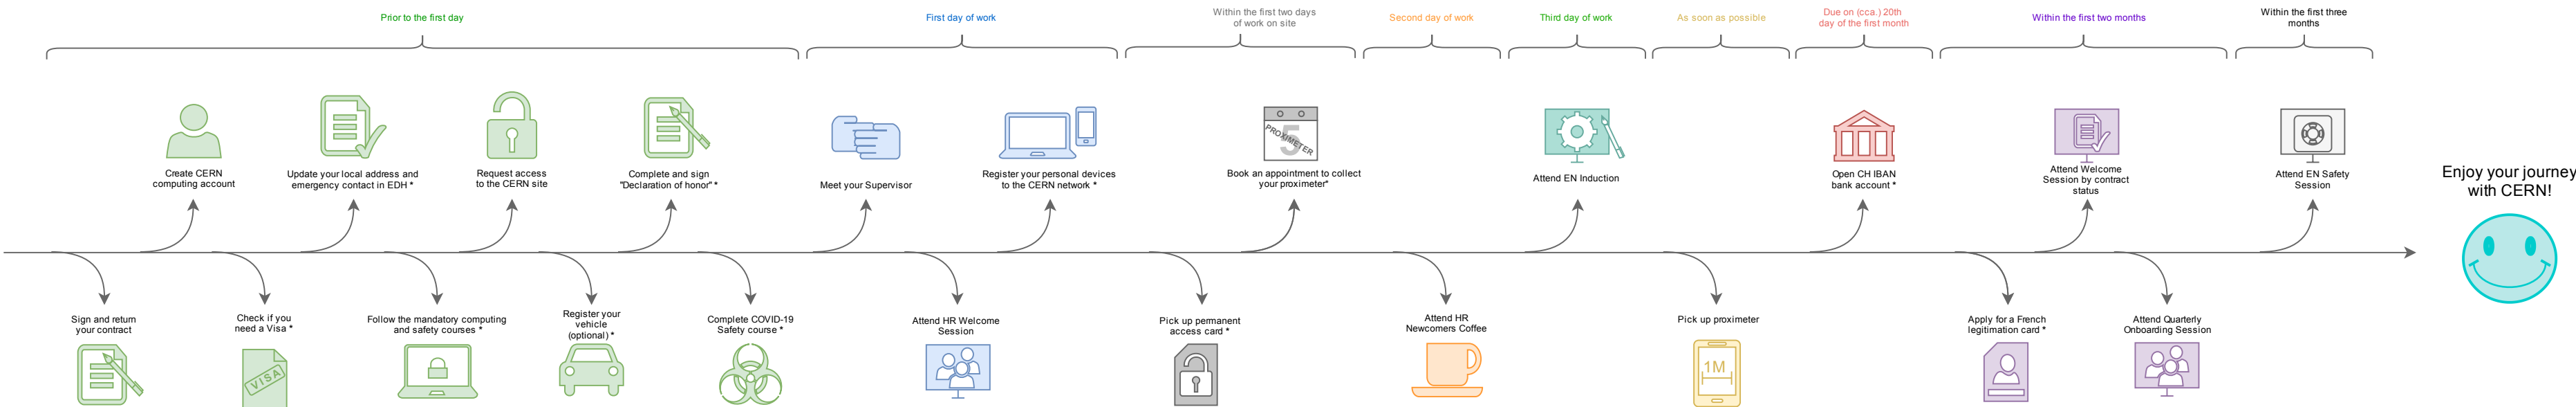 Prior to the first day
First day of work
Within the first two days
of work on site
Second day of work
Third day of work
As soon as possible
Due on (cca.) 20th
day of the first month
Within the first two months
Within the first three
months
Create CERN
computing account
Update your local address and
emergency contact in EDH *
Request access
to the CERN site
Complete and sign
"Declaration of honor" *
Meet your Supervisor
Register your personal devices
to the CERN network *
5
PROXIMETER
Book an appointment to collect
your proximeter*
Attend EN Induction
Open CH IBAN
bank account *
Attend Welcome
Session by contract
status
Attend EN Safety
Session
Enjoy your journey
with CERN!
Sign and return
your contract
Check if you
need a Visa *
VISA
Follow the mandatory computing
and safety courses *
Register your
vehicle
(optional) *
Complete COVID-19
Safety course *
Attend HR Welcome
Session
Pick up permanent
access card *
Attend HR
Newcomers Coffee
Pick up proximeter
1M
Apply for a French
legitimation card *
Attend Quarterly
Onboarding Session